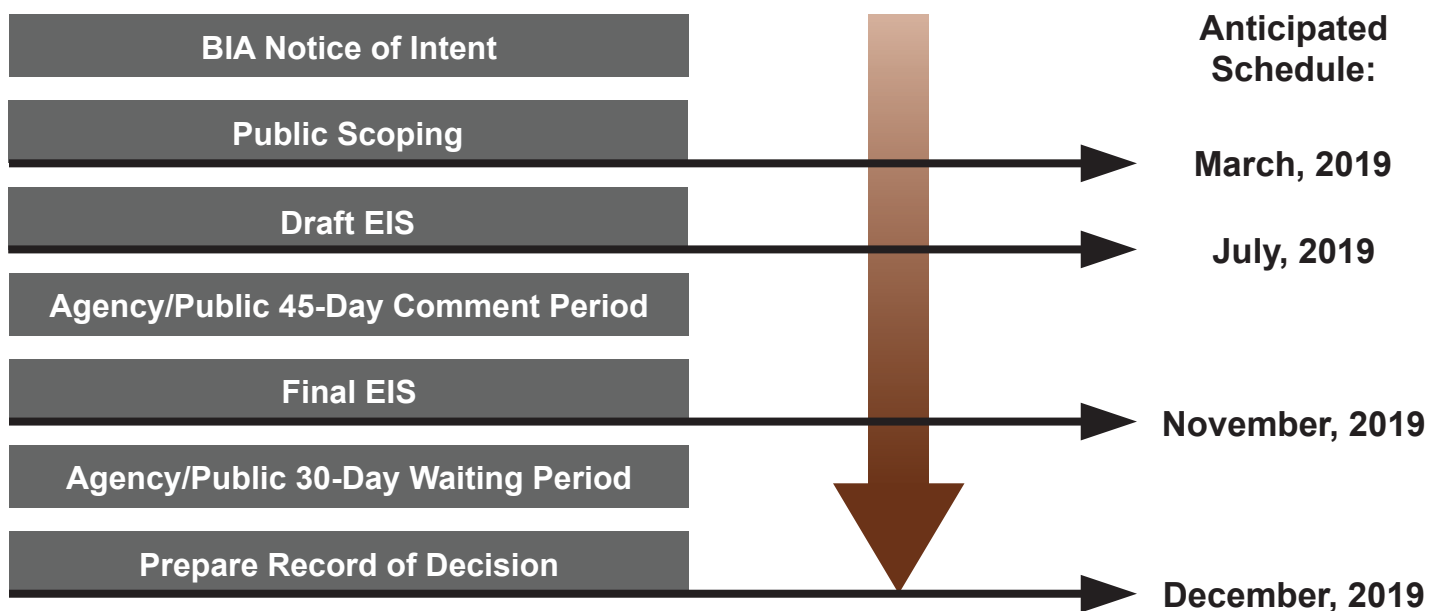 BIA Notice of Intent
Anticipated
Schedule:
Public Scoping
March, 2019
Draft EIS
July, 2019
Agency/Public 45-Day Comment Period
Final EIS
November, 2019
Agency/Public 30-Day Waiting Period
Prepare Record of Decision
December, 2019